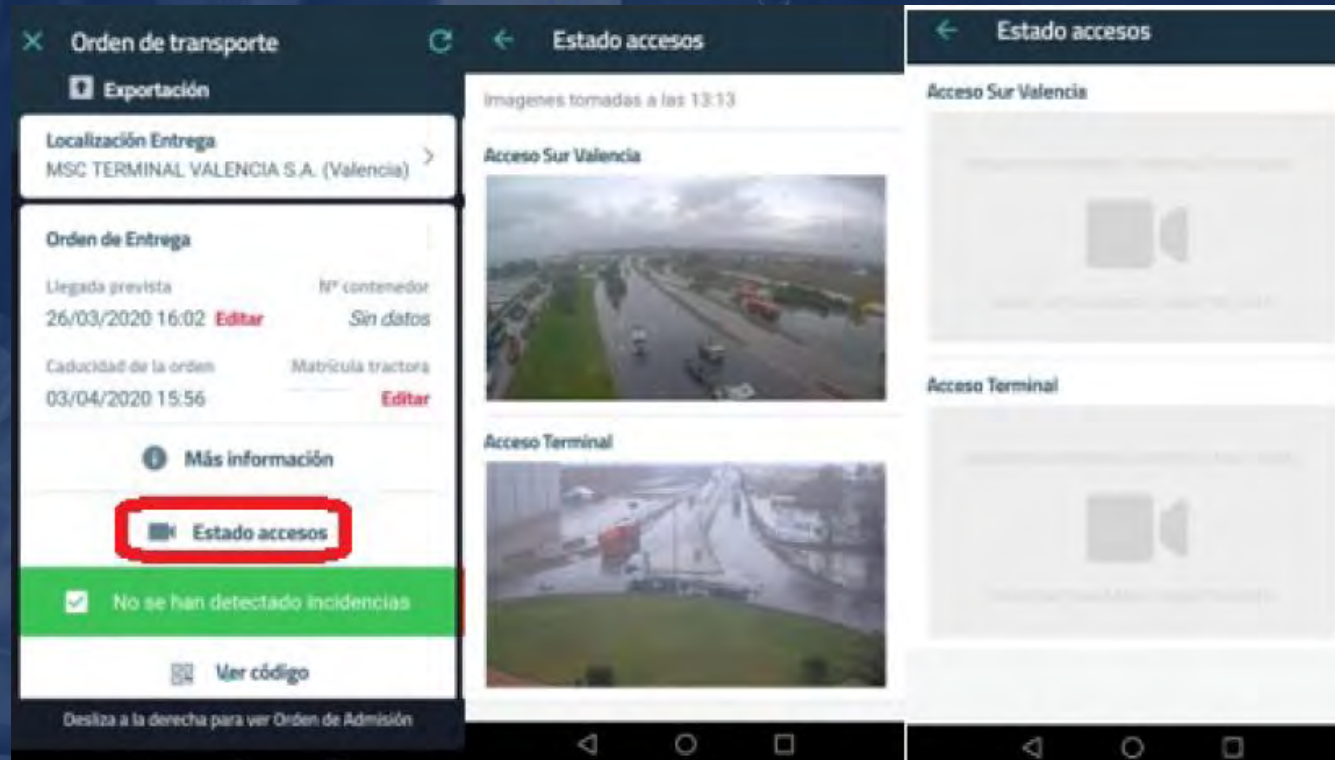 Orden de transporte
Exportación
Localización Entrega
MSC TERMINAL VALENCIA S.A. (Valencia)
Orden de Entrega
Llegada prevista
Nº contenedor
26/03/2020 16:02 Editar
Sin datos
Caducidad de la orden
Matrícula tractora
03/04/2020 15:56
Editar
Más información
Estado accesos
No se han detectado incidencias
Ver código
Desliza a la derecha para ver Orden de Admisión
Estado accesos
Imagenes tomadas a las 13:13
Acceso Sur Valencia
Acceso Terminal
Estado accesos
Acceso Sur Valencia
Acceso Terminal